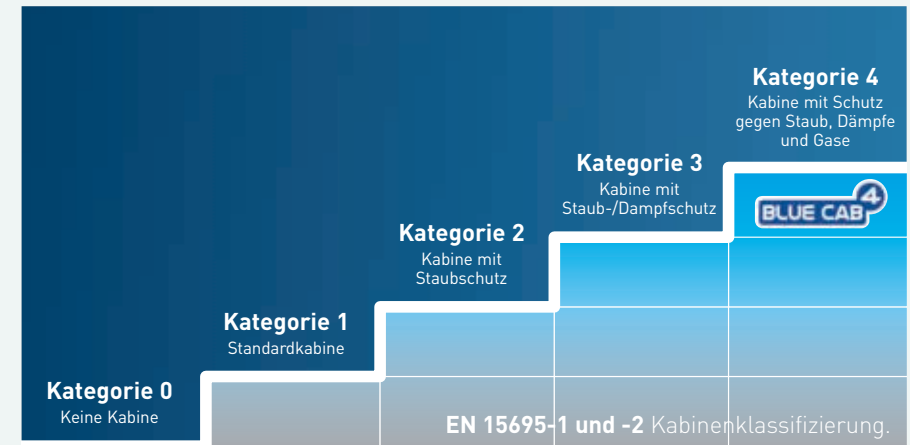 Kategorie 4
Kabine mit Schutz
gegen Staub, Dämpfe
und Gase
Kategorie 3
Kabine mit
Staub-/Dampfschutz
BLUE CAB 4
Kategorie 2
Kabine mit
Staubschutz
Kategorie 1
Standardkabine
Kategorie 0
Keine Kabine
EN 15695-1 und -2 Kabinenklassifizierung.